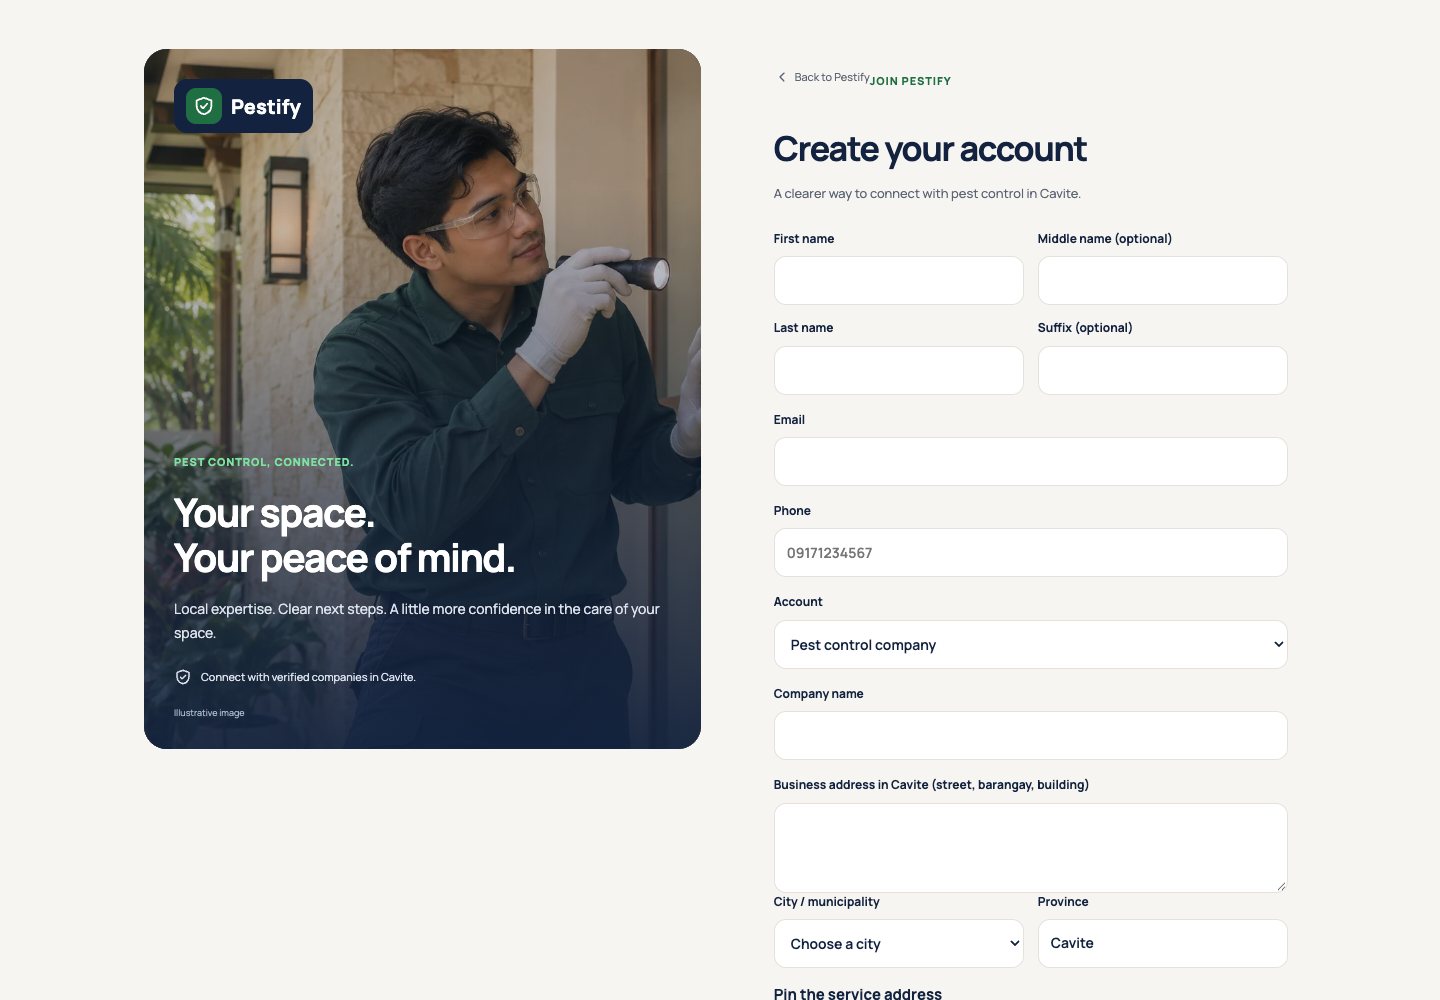 Pestify
PEST CONTROL, CONNECTED.
Your space.
Your peace of mind.
Local expertise. Clear next steps. A little more confidence in the care of your
space.
Connect with verified companies in Cavite.
Illustrative image
Back to Pestify
JOIN PESTIFY
Create your account
A clearer way to connect with pest control in Cavite.
First name
Middle name (optional)
Last name
Suffix (optional)
Email
Phone
09171234567
Account
Pest control company
Company name
Business address in Cavite (street, barangay, building)
City / municipality
Province
Choose a city
Cavite
Pin the service address